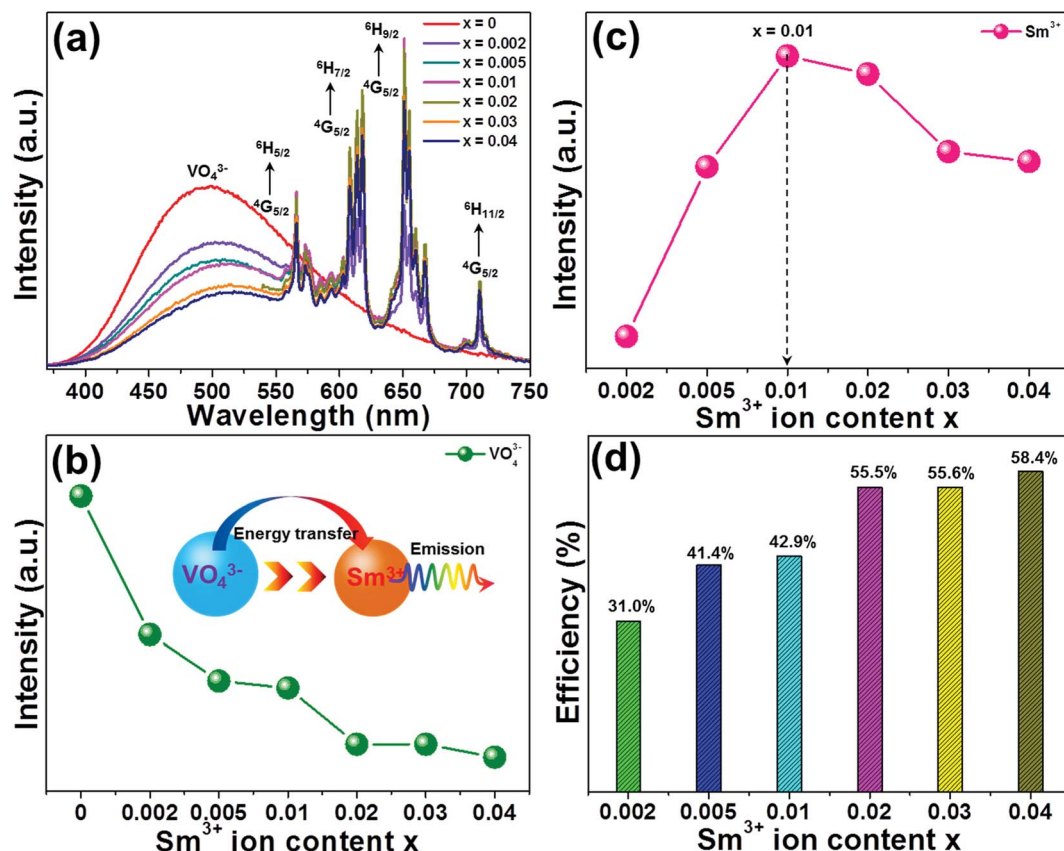 (a)
VO₄³⁻
⁶H₅/₂
⁴G₅/₂
⁶H₇/₂
⁴G₅/₂
⁶H₉/₂
⁴G₅/₂
⁶H₁₁/₂
⁴G₅/₂
x = 0
x = 0.002
x = 0.005
x = 0.01
x = 0.02
x = 0.03
x = 0.04
Intensity (a.u.)
400 450 500 550 600 650 700 750
Wavelength (nm)
(c)
x = 0.01
Sm³⁺
Intensity (a.u.)
0.002 0.005 0.01 0.02 0.03 0.04
Sm³⁺ ion content x
(b)
VO₄³⁻
Energy transfer
Emission
VO₄³⁻
Sm³⁺
Intensity (a.u.)
0 0.002 0.005 0.01 0.02 0.03 0.04
Sm³⁺ ion content x
(d)
31.0%
41.4%
42.9%
55.5%
55.6%
58.4%
Efficiency (%)
0.002 0.005 0.01 0.02 0.03 0.04
Sm³⁺ ion content x